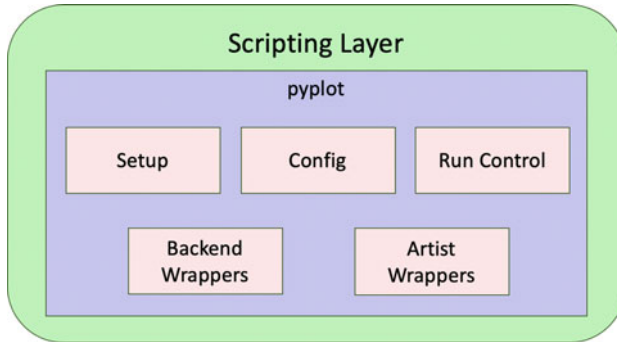 Scripting Layer
pyplot
Setup
Config
Run Control
Backend
Wrappers
Artist
Wrappers